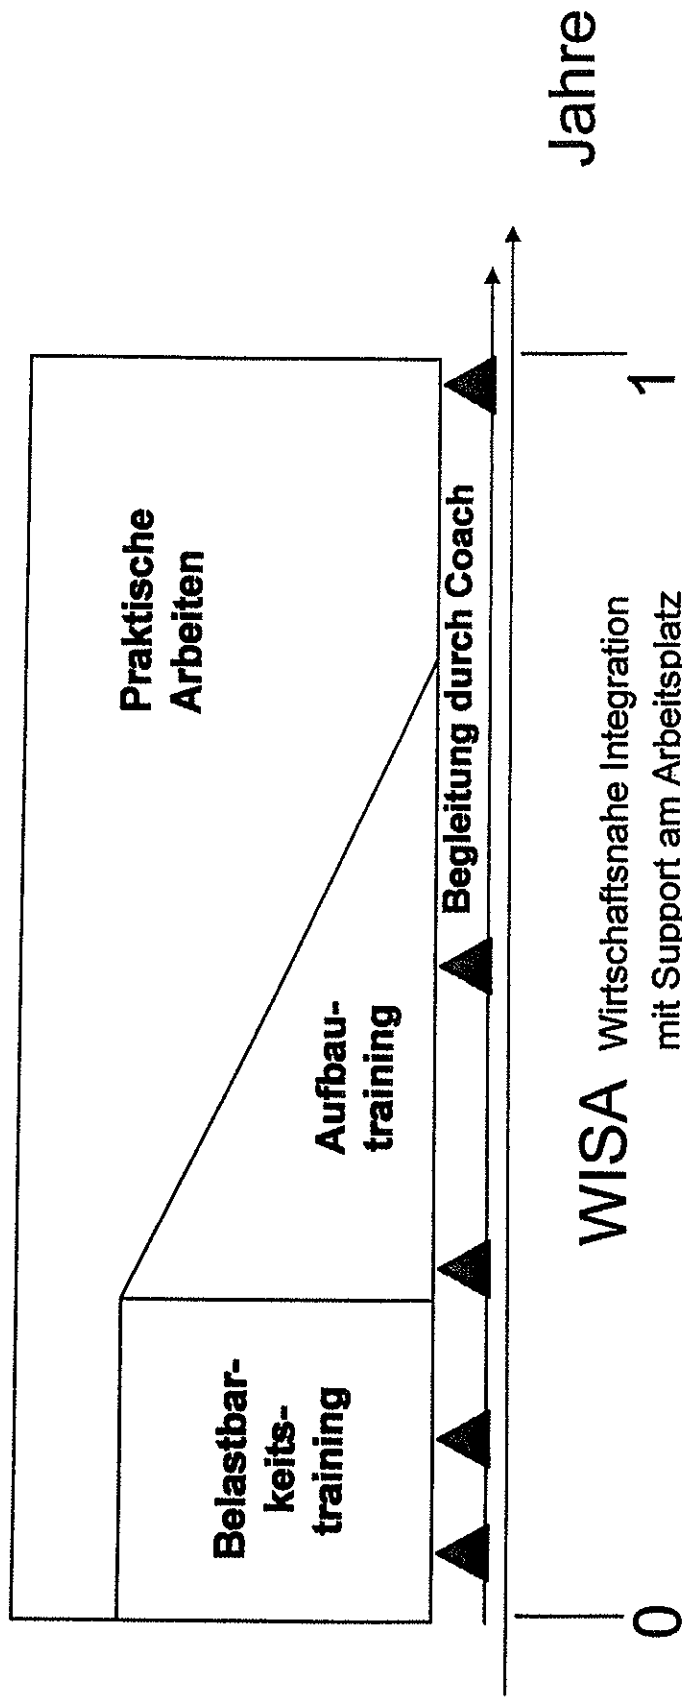 Praktische
Arbeiten
Belastbar-
keits-
training
Aufbau-
training
Begleitung durch Coach
Jahre
0
1
WISA Wirtschaftsnahe Integration
mit Support am Arbeitsplatz